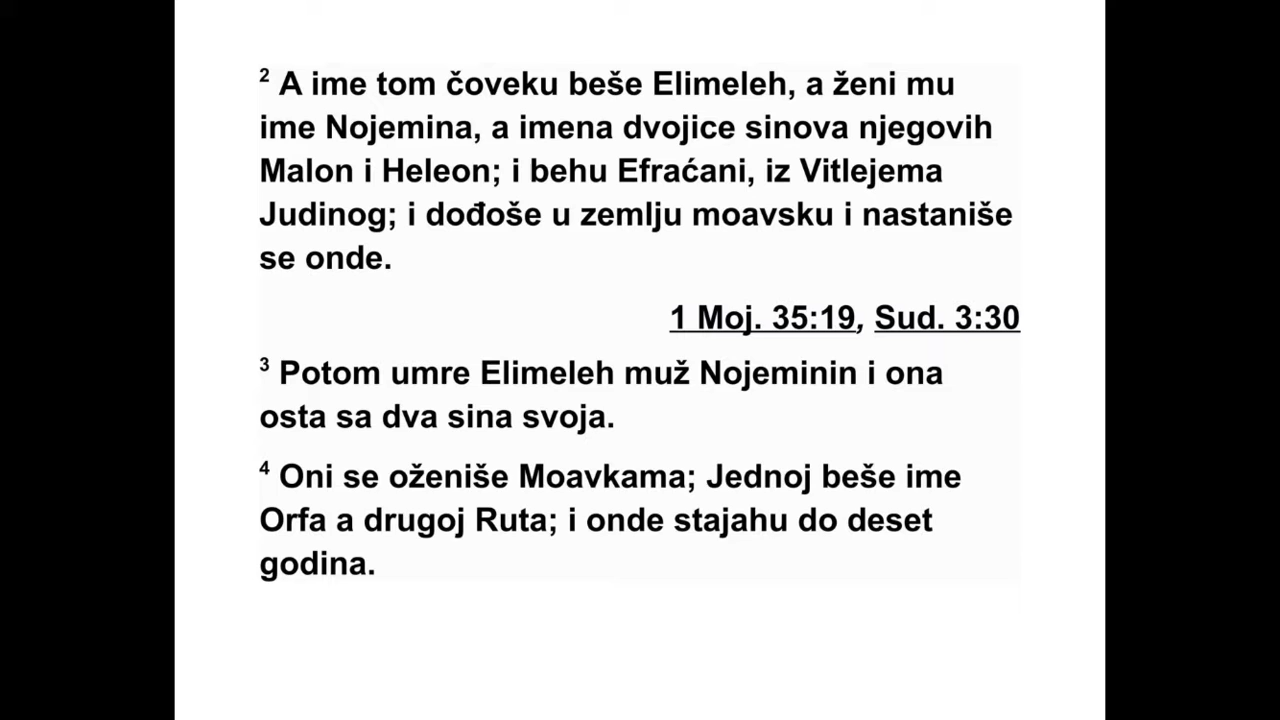 2 A ime tom čoveku beše Elimeleh, a ženi mu
ime Nojemina, a imena dvojice sinova njegovih
Malon i Heleon; i behu Efraćani, iz Vitlejema
Judinog; i dođoše u zemlju moavsku i nastaniše
se onde.
1 Moj. 35:19, Sud. 3:30
3 Potom umre Elimeleh muž Nojeminin i ona
osta sa dva sina svoja.
4 Oni se oženiše Moavkama; Jednoj beše ime
Orfa a drugoj Ruta; i onde stajahu do deset
godina.